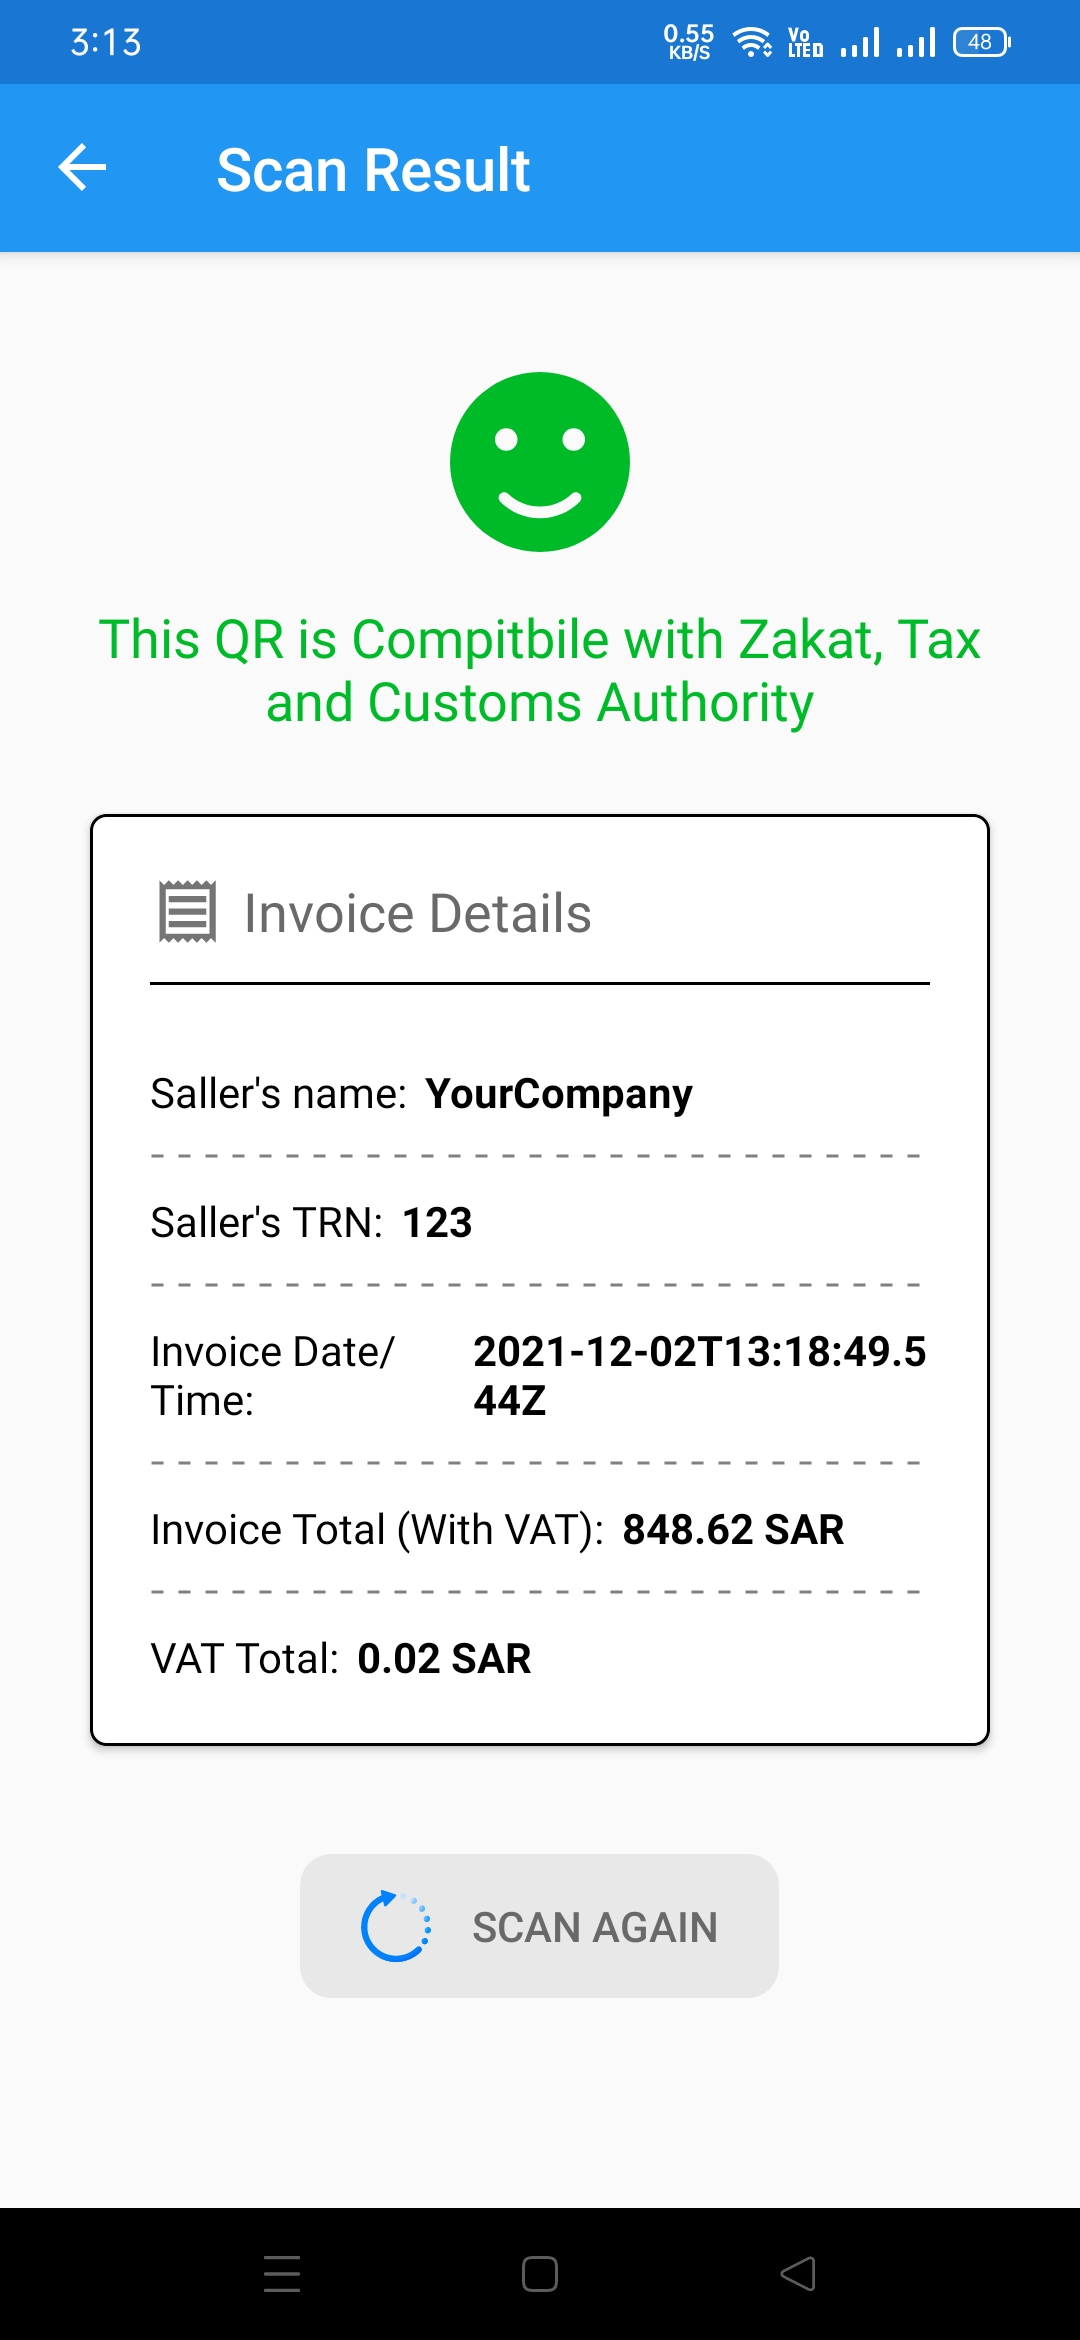 3:13
0.55
KB/S
Vo
LTE
48
Scan Result
This QR is Compitbile with Zakat, Tax
and Customs Authority
Invoice Details
Saller's name: YourCompany
Saller's TRN: 123
Invoice Date/ 2021-12-02T13:18:49.5
Time: 44Z
Invoice Total (With VAT): 848.62 SAR
VAT Total: 0.02 SAR
SCAN AGAIN